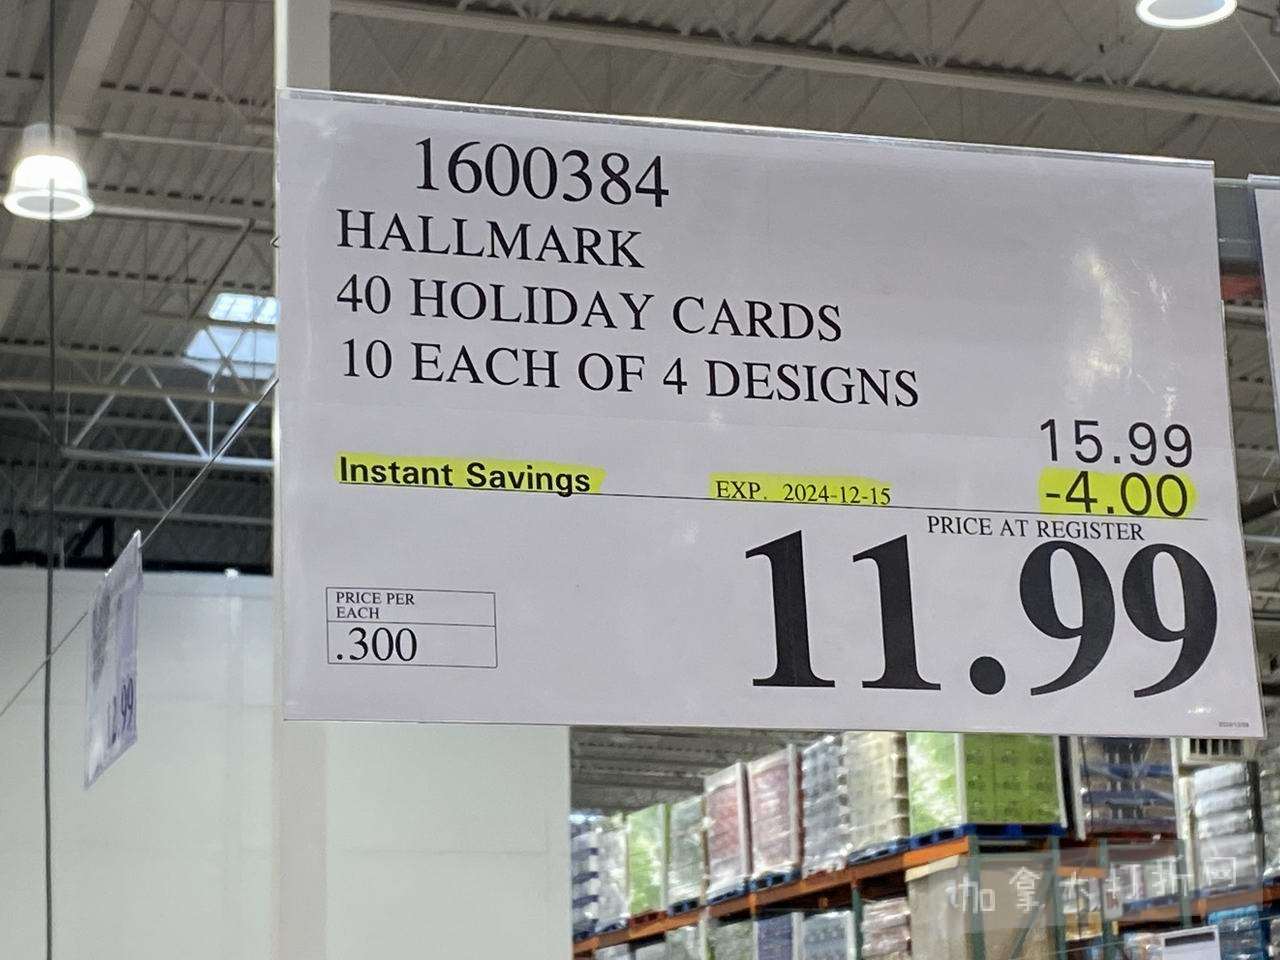 1600384
HALLMARK
40 HOLIDAY CARDS
10 EACH OF 4 DESIGNS
15.99
Instant Savings EXP. 2024-12-15 -4.00
PRICE AT REGISTER
11.99
PRICE PER
EACH
.300
加拿大打折网